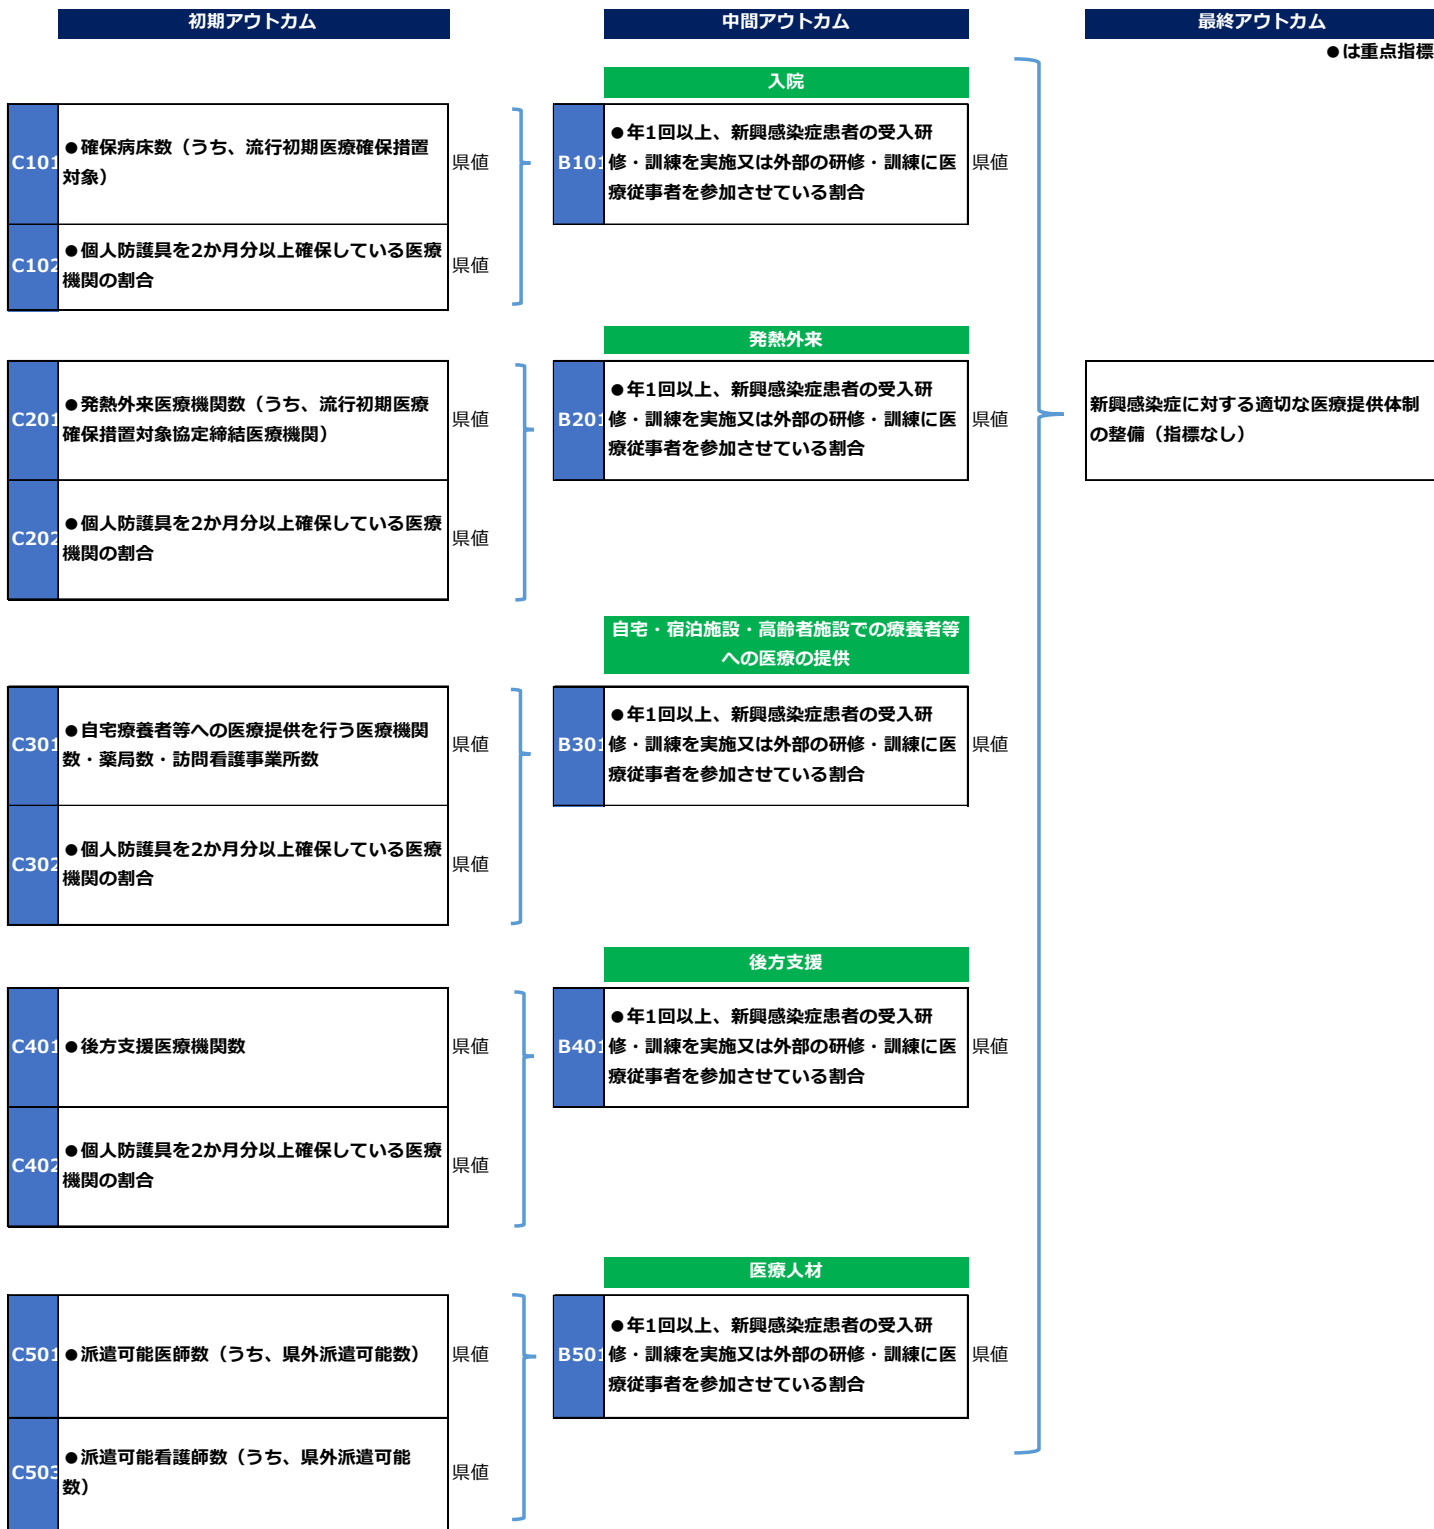 初期アウトカム
中間アウトカム
最終アウトカム
●は重点指標
入院
C101
●確保病床数（うち、流行初期医療確保措置
対象）
県値
B101
●年1回以上、新興感染症患者の受入研
修・訓練を実施又は外部の研修・訓練に医
療従事者を参加させている割合
県値
C102
●個人防護具を2か月分以上確保している医療
機関の割合
県値
発熱外来
C201
●発熱外来医療機関数（うち、流行初期医療
確保措置対象協定締結医療機関）
県値
B201
●年1回以上、新興感染症患者の受入研
修・訓練を実施又は外部の研修・訓練に医
療従事者を参加させている割合
県値
新興感染症に対する適切な医療提供体制
の整備（指標なし）
C202
●個人防護具を2か月分以上確保している医療
機関の割合
県値
自宅・宿泊施設・高齢者施設での療養者等
への医療の提供
C301
●自宅療養者等への医療提供を行う医療機関
数・薬局数・訪問看護事業所数
県値
B301
●年1回以上、新興感染症患者の受入研
修・訓練を実施又は外部の研修・訓練に医
療従事者を参加させている割合
県値
C302
●個人防護具を2か月分以上確保している医療
機関の割合
県値
後方支援
C401
●後方支援医療機関数
県値
B401
●年1回以上、新興感染症患者の受入研
修・訓練を実施又は外部の研修・訓練に医
療従事者を参加させている割合
県値
C402
●個人防護具を2か月分以上確保している医療
機関の割合
県値
医療人材
C501
●派遣可能医師数（うち、県外派遣可能数）
県値
B501
●年1回以上、新興感染症患者の受入研
修・訓練を実施又は外部の研修・訓練に医
療従事者を参加させている割合
県値
C503
●派遣可能看護師数（うち、県外派遣可能
数）
県値